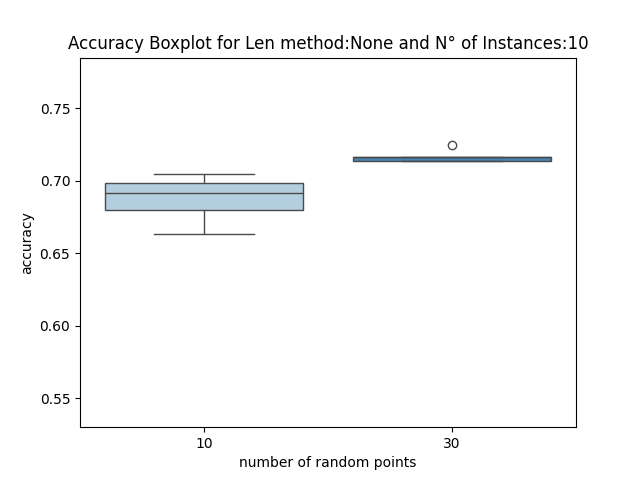 Accuracy Boxplot for Len method:None and N° of Instances:10
0.75
0.70
0.65
0.60
0.55
accuracy
10
30
number of random points